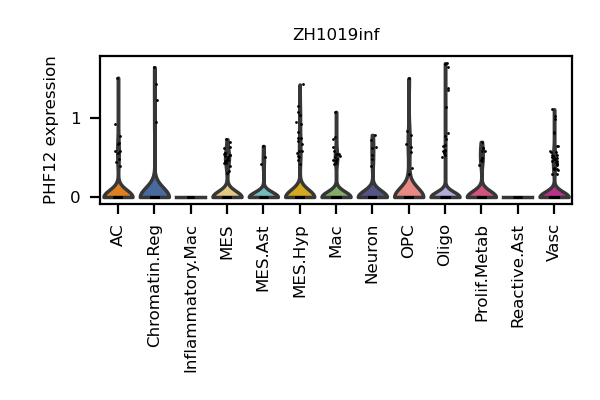 ZH1019inf
PHF12 expression
1
0
AC
Chromatin.Reg
Inflammatory.Mac
MES
MES.Ast
MES.Hyp
Mac
Neuron
OPC
Oligo
Prolif.Metab
Reactive.Ast
Vasc